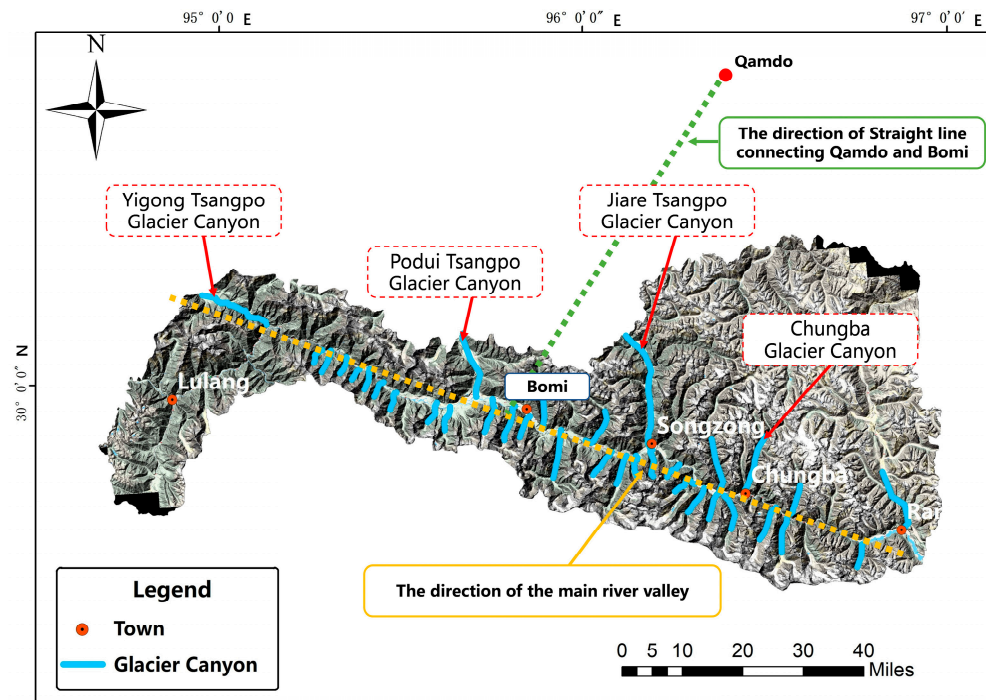 95° 0′ 0 E
96° 0′ 0″ E
97° 0′ 0 E
N
Qamdo
The direction of Straight line
connecting Qamdo and Bomi
Yigong Tsangpo
Glacier Canyon
Jiare Tsangpo
Glacier Canyon
Podui Tsangpo
Glacier Canyon
Chungba
Glacier Canyon
30° 0′ 0″ N
Lulang
Bomi
Songzong
Chungba
The direction of the main river valley
Legend
Town
Glacier Canyon
0 5 10 20 30 40
Miles